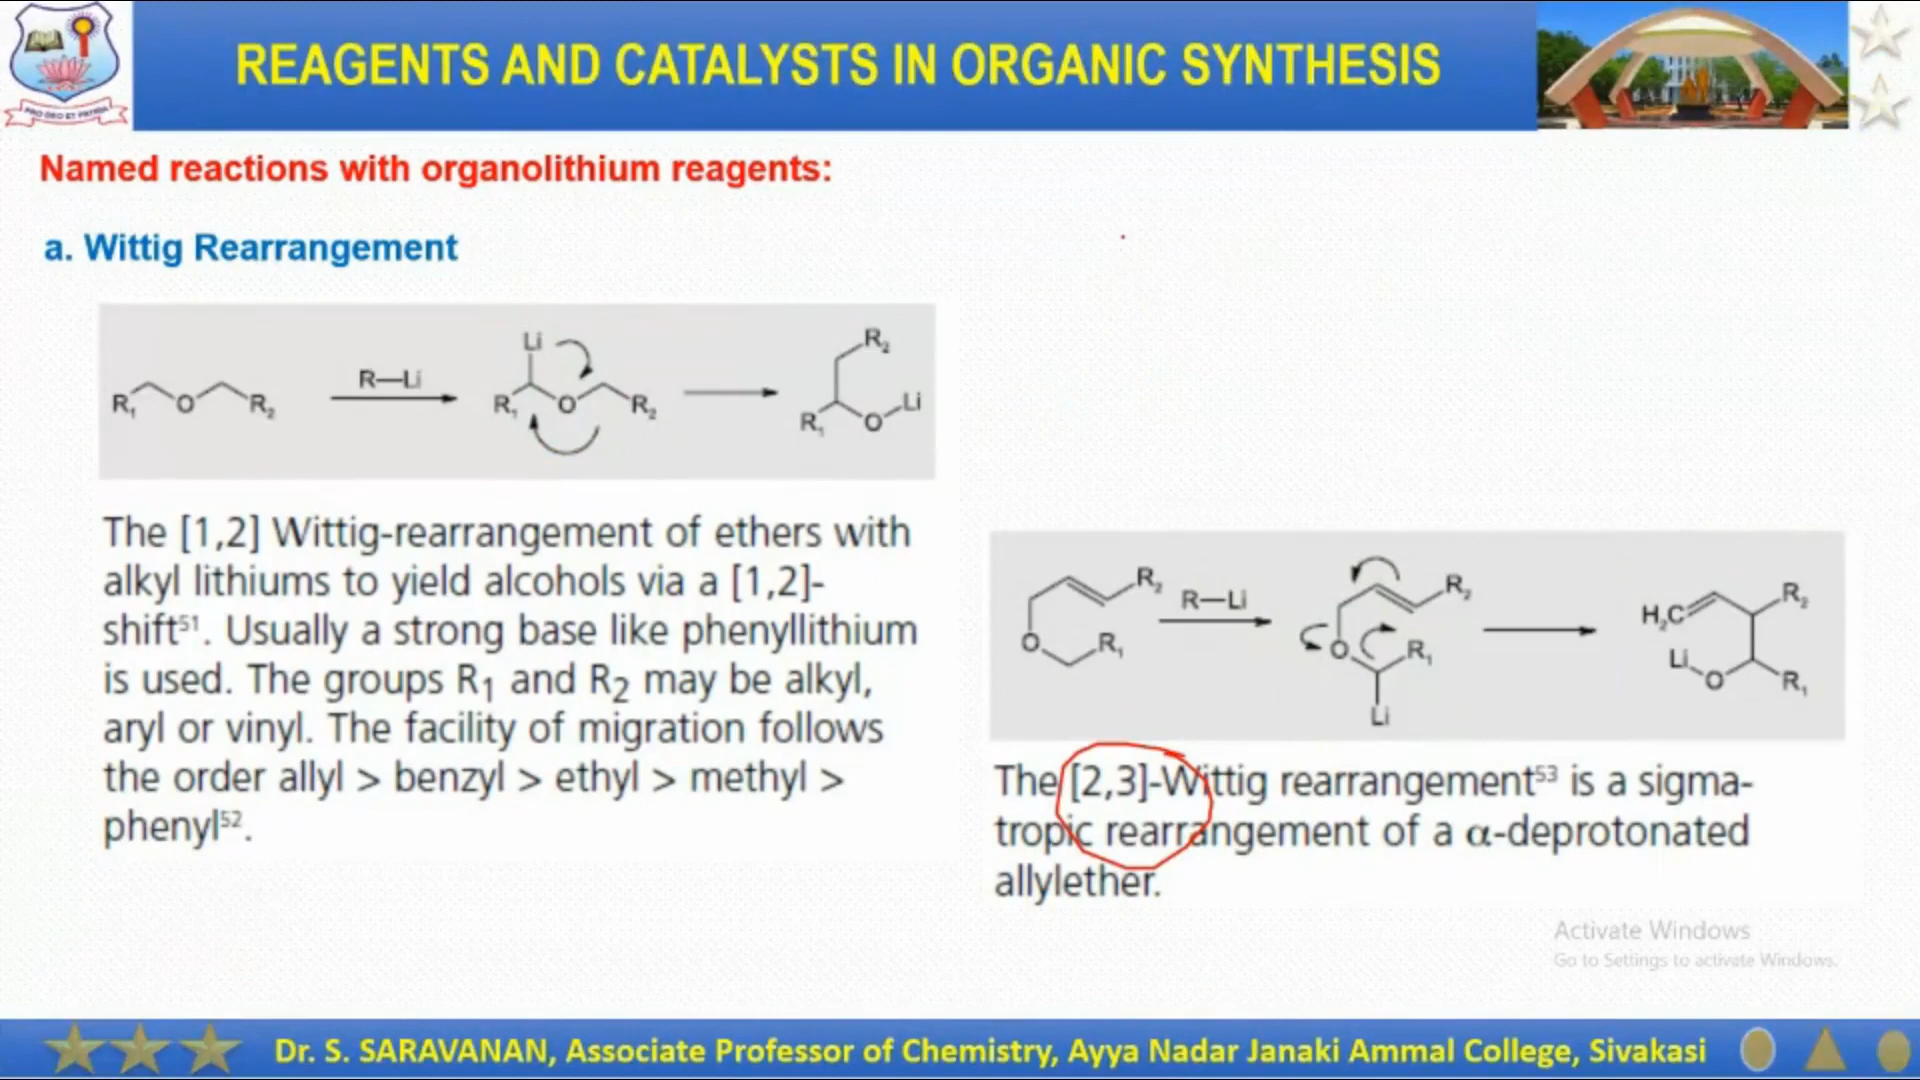 REAGENTS AND CATALYSTS IN ORGANIC SYNTHESIS
Named reactions with organolithium reagents:
a. Wittig Rearrangement
R₁ O R₂ R—Li Li R₁ O R₂ R₂ R₁ O Li
The [1,2] Wittig-rearrangement of ethers with
alkyl lithiums to yield alcohols via a [1,2]-
shift⁵¹. Usually a strong base like phenyllithium
is used. The groups R₁ and R₂ may be alkyl,
aryl or vinyl. The facility of migration follows
the order allyl > benzyl > ethyl > methyl >
phenyl⁵².
R₂ O R₁ R—Li R₂ O R₁ Li H₂C R₂ Li O R₁
The [2,3]-Wittig rearrangement⁵³ is a sigma-
tropic rearrangement of a α-deprotonated
allylether.
Activate Windows
Go to Settings to activate Windows.
Dr. S. SARAVANAN, Associate Professor of Chemistry, Ayya Nadar Janaki Ammal College, Sivakasi